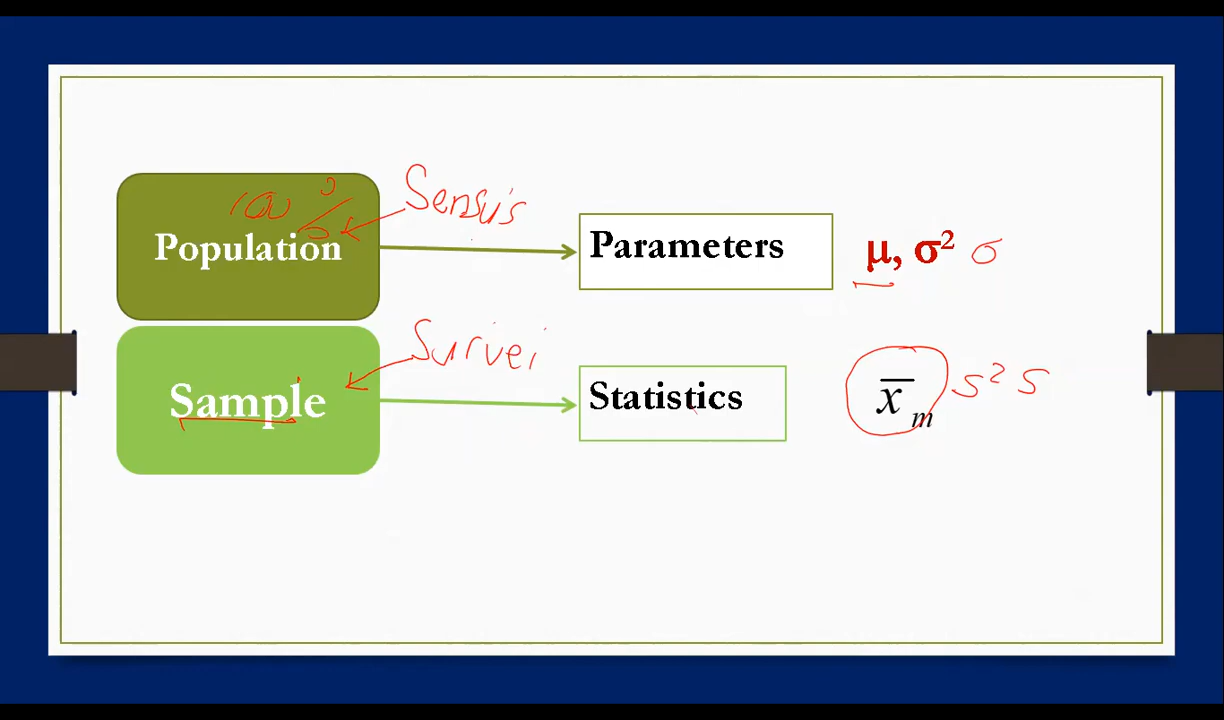 100 % Sensus
Population
Parameters
μ, σ² σ
Survei
Sample
Statistics
x̅ₘ S² S